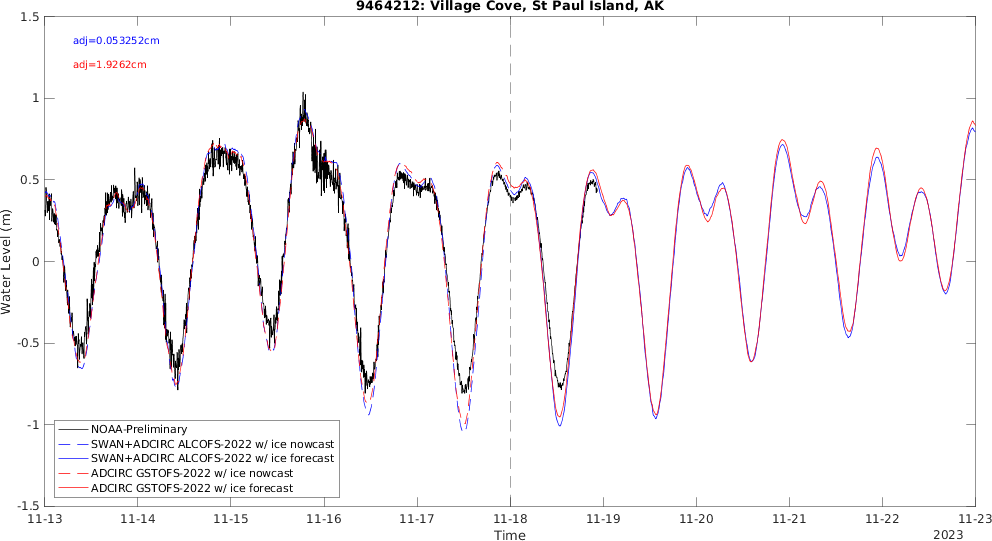 9464212: Village Cove, St Paul Island, AK
adj=0.053252cm
adj=1.9262cm
1.5
1
0.5
0
-0.5
-1
-1.5
Water Level (m)
NOAA-Preliminary
SWAN+ADCIRC ALCOFS-2022 w/ ice nowcast
SWAN+ADCIRC ALCOFS-2022 w/ ice forecast
ADCIRC GSTOFS-2022 w/ ice nowcast
ADCIRC GSTOFS-2022 w/ ice forecast
11-13 11-14 11-15 11-16 11-17 11-18 11-19 11-20 11-21 11-22 11-23
Time
2023